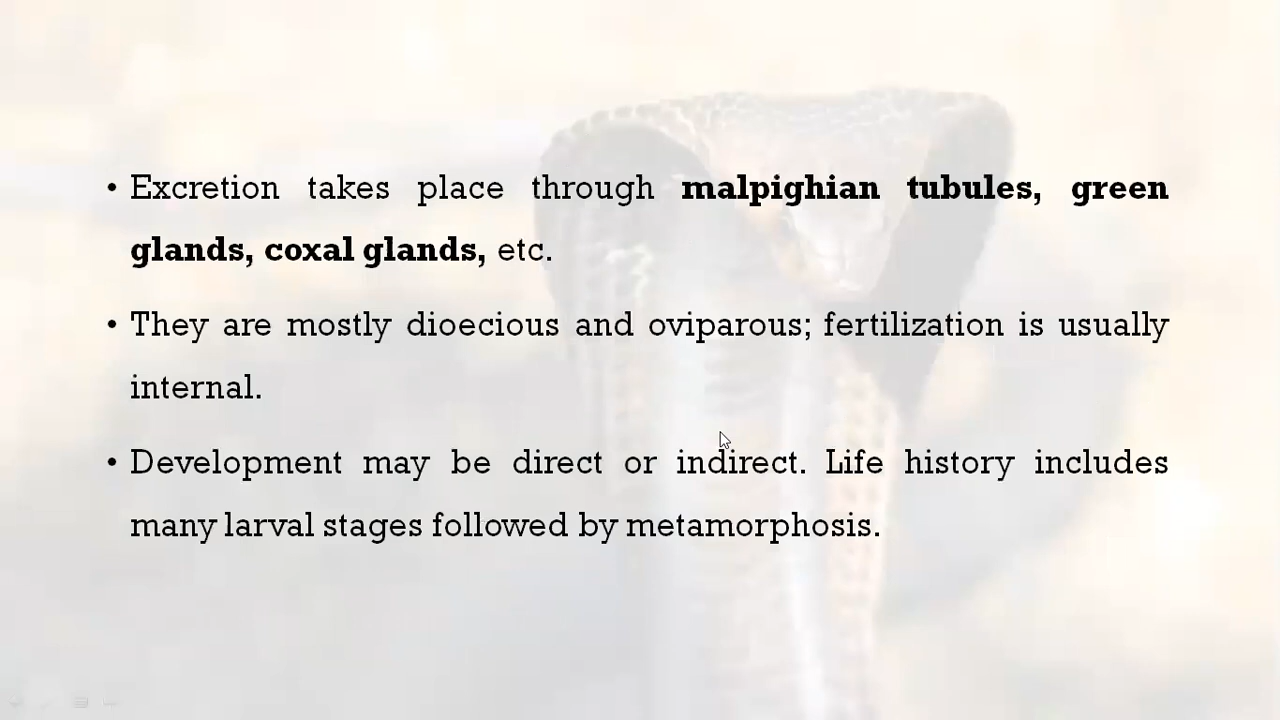 • Excretion takes place through malpighian tubules, green
glands, coxal glands, etc.
• They are mostly dioecious and oviparous; fertilization is usually
internal.
• Development may be direct or indirect. Life history includes
many larval stages followed by metamorphosis.